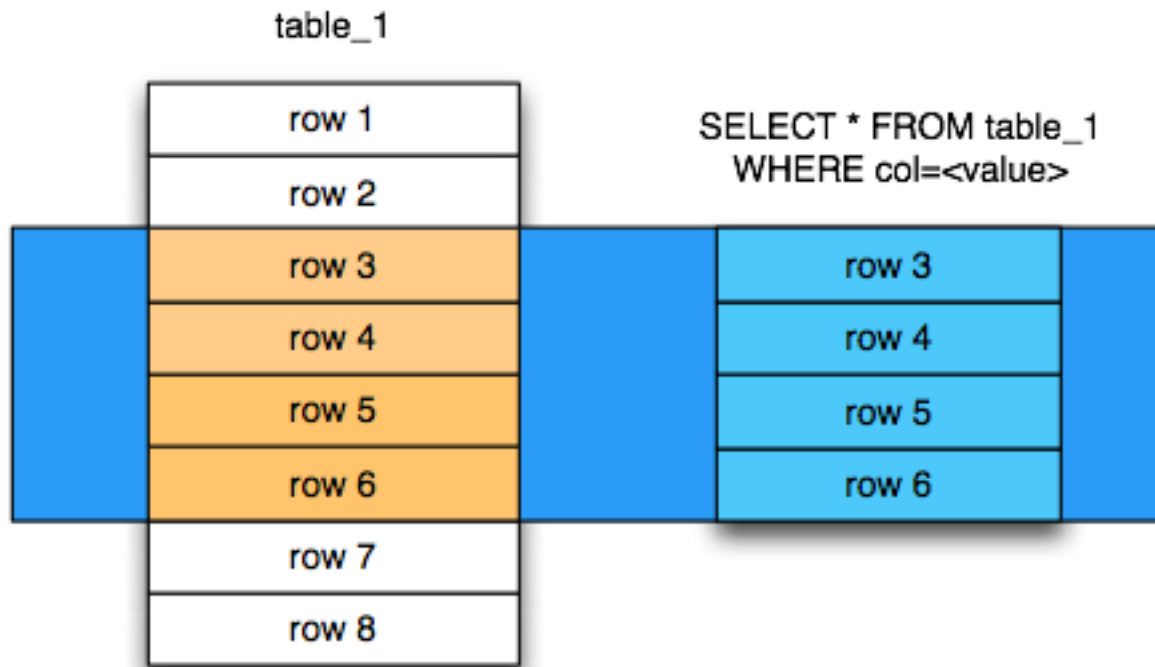 table_1
row 1
row 2
row 3
row 4
row 5
row 6
row 7
row 8
SELECT * FROM table_1
WHERE col=<value>
row 3
row 4
row 5
row 6